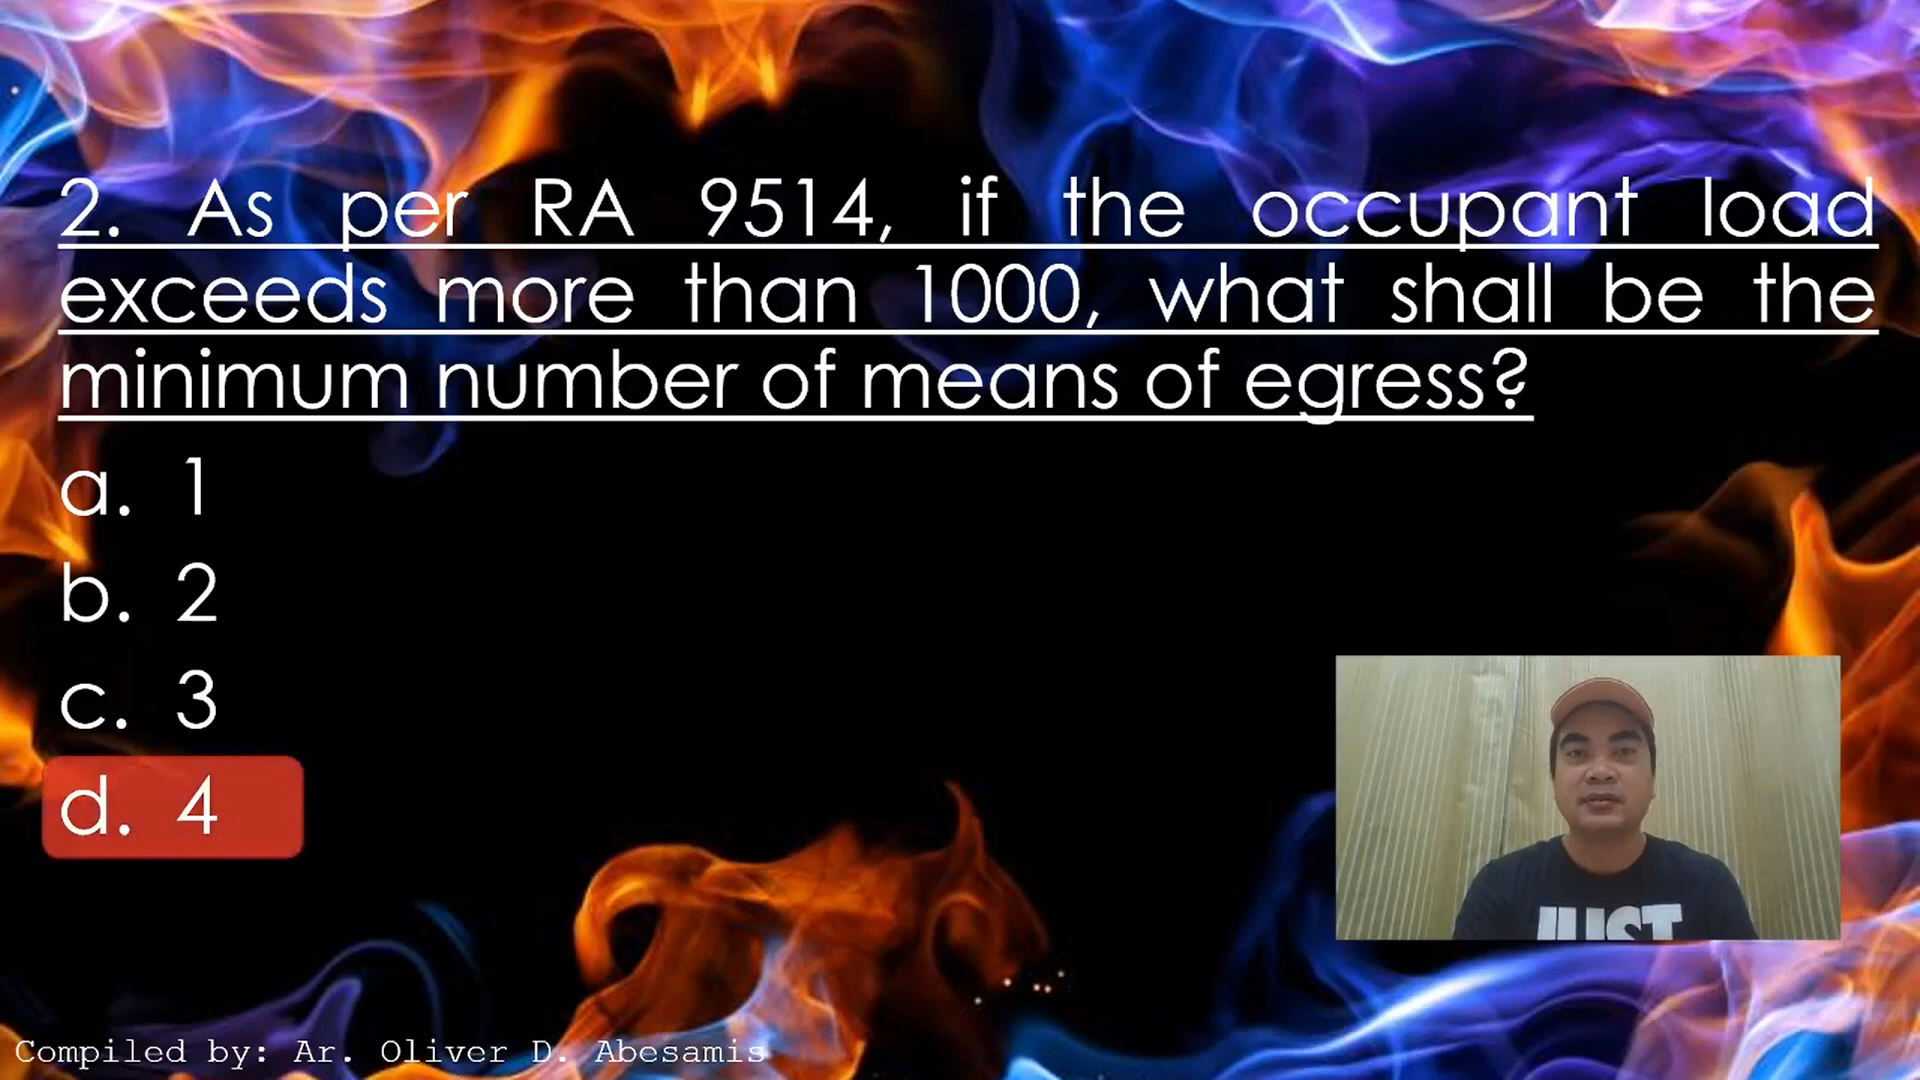 2. As per RA 9514, if the occupant load
exceeds more than 1000, what shall be the
minimum number of means of egress?
a. 1
b. 2
c. 3
d. 4
JUST
Compiled by: Ar. Oliver D. Abesamis